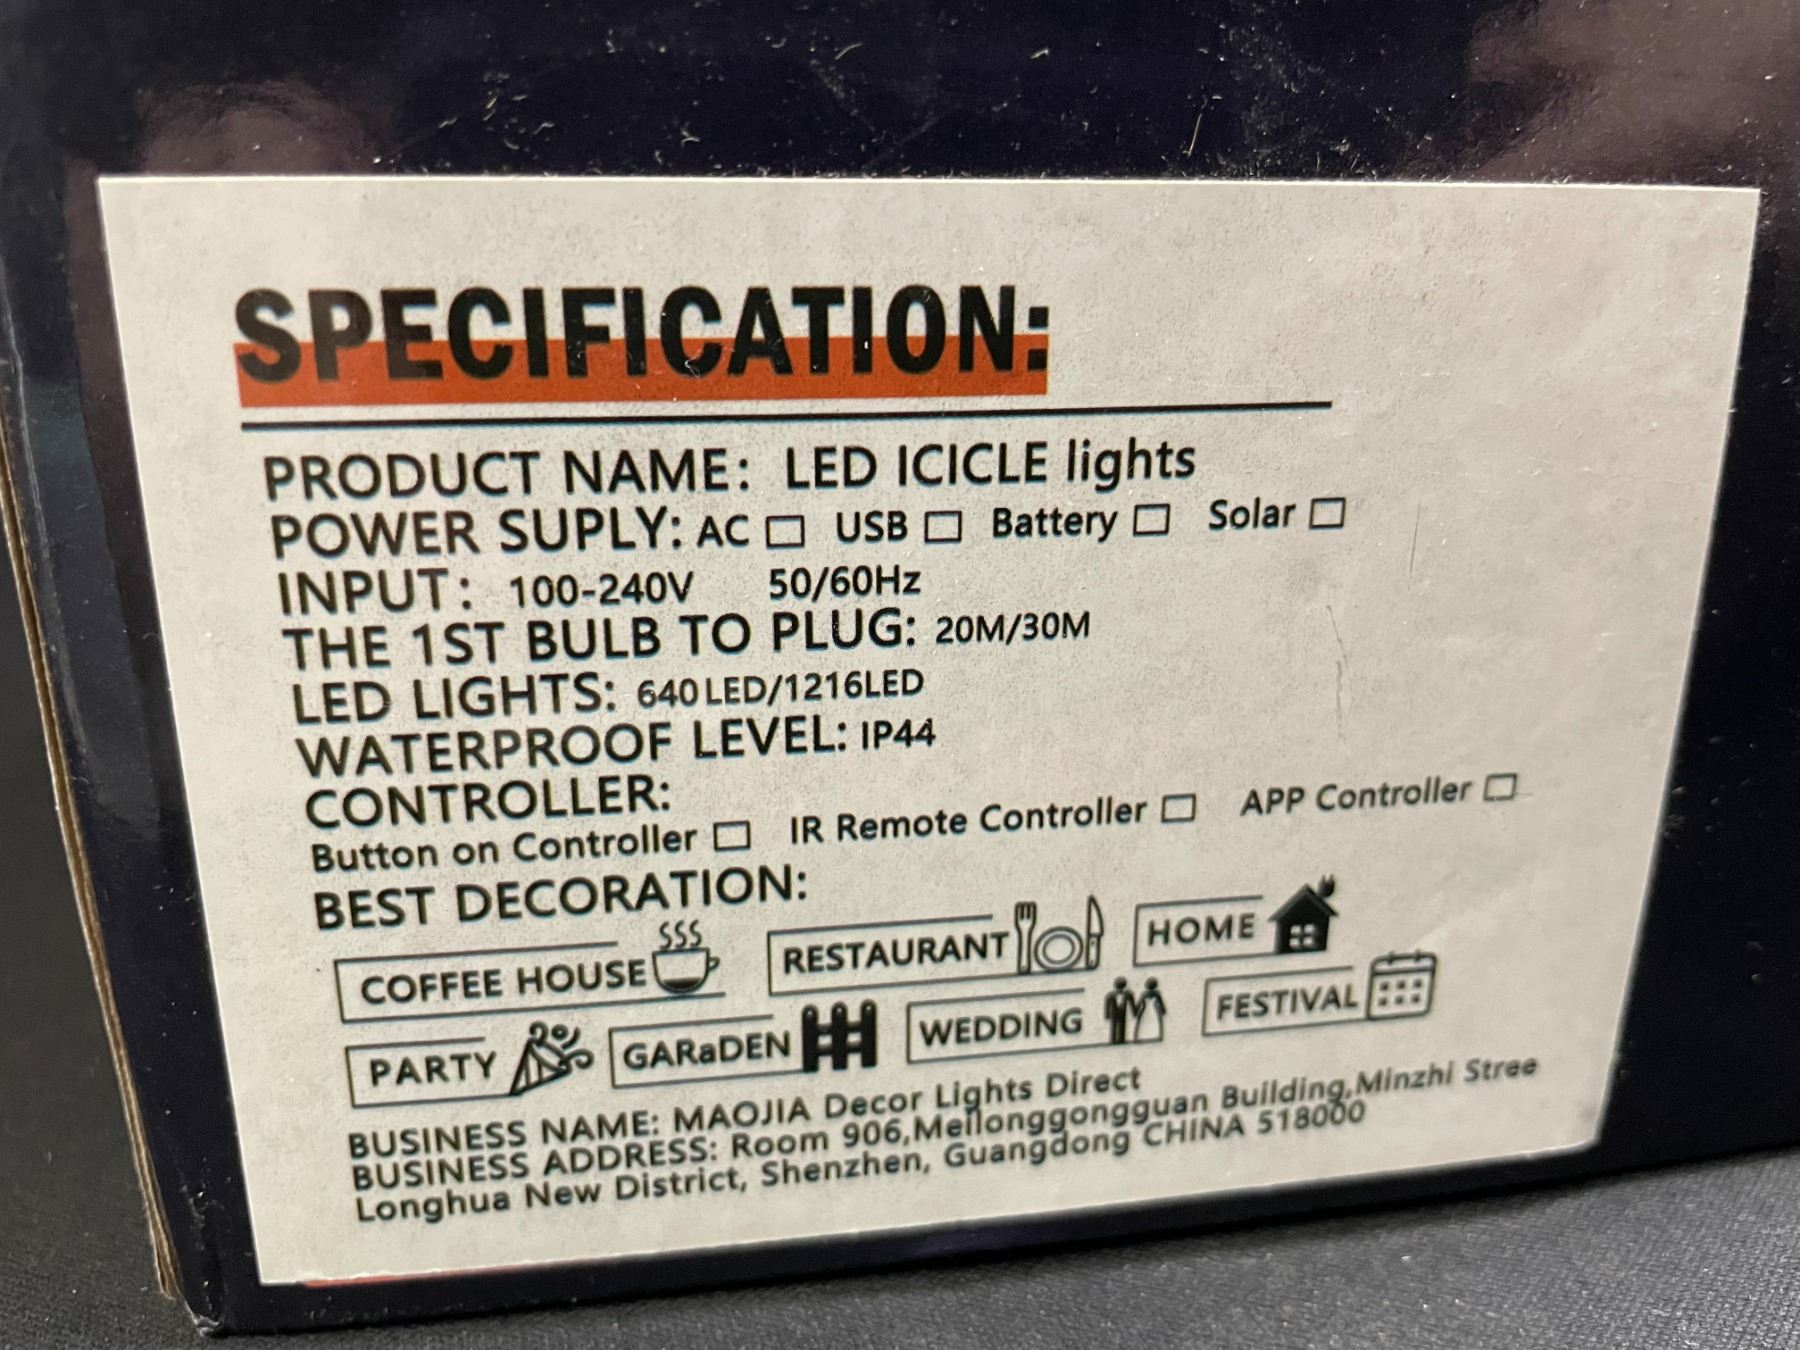 SPECIFICATION:
PRODUCT NAME: LED ICICLE lights
POWER SUPLY: AC □ USB □ Battery □ Solar □
INPUT: 100-240V 50/60Hz
THE 1ST BULB TO PLUG: 20M/30M
LED LIGHTS: 640LED/1216LED
WATERPROOF LEVEL: IP44
CONTROLLER:
Button on Controller □ IR Remote Controller □ APP Controller □
BEST DECORATION:
COFFEE HOUSE RESTAURANT HOME
PARTY GARaDEN WEDDING FESTIVAL
BUSINESS NAME: MAOJIA Decor Lights Direct
BUSINESS ADDRESS: Room 906,Meilonggongguan Building,Minzhi Stree
Longhua New District, Shenzhen, Guangdong CHINA 518000